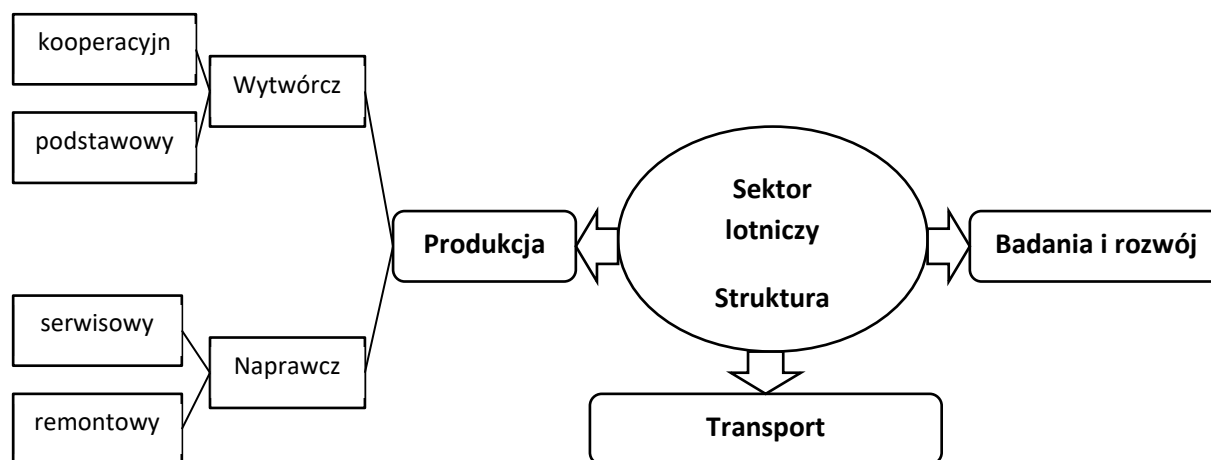 kooperacyjn
Wytwórcz
podstawowy
Sektor
lotniczy
Struktura
Produkcja
Badania i rozwój
serwisowy
Naprawcz
remontowy
Transport